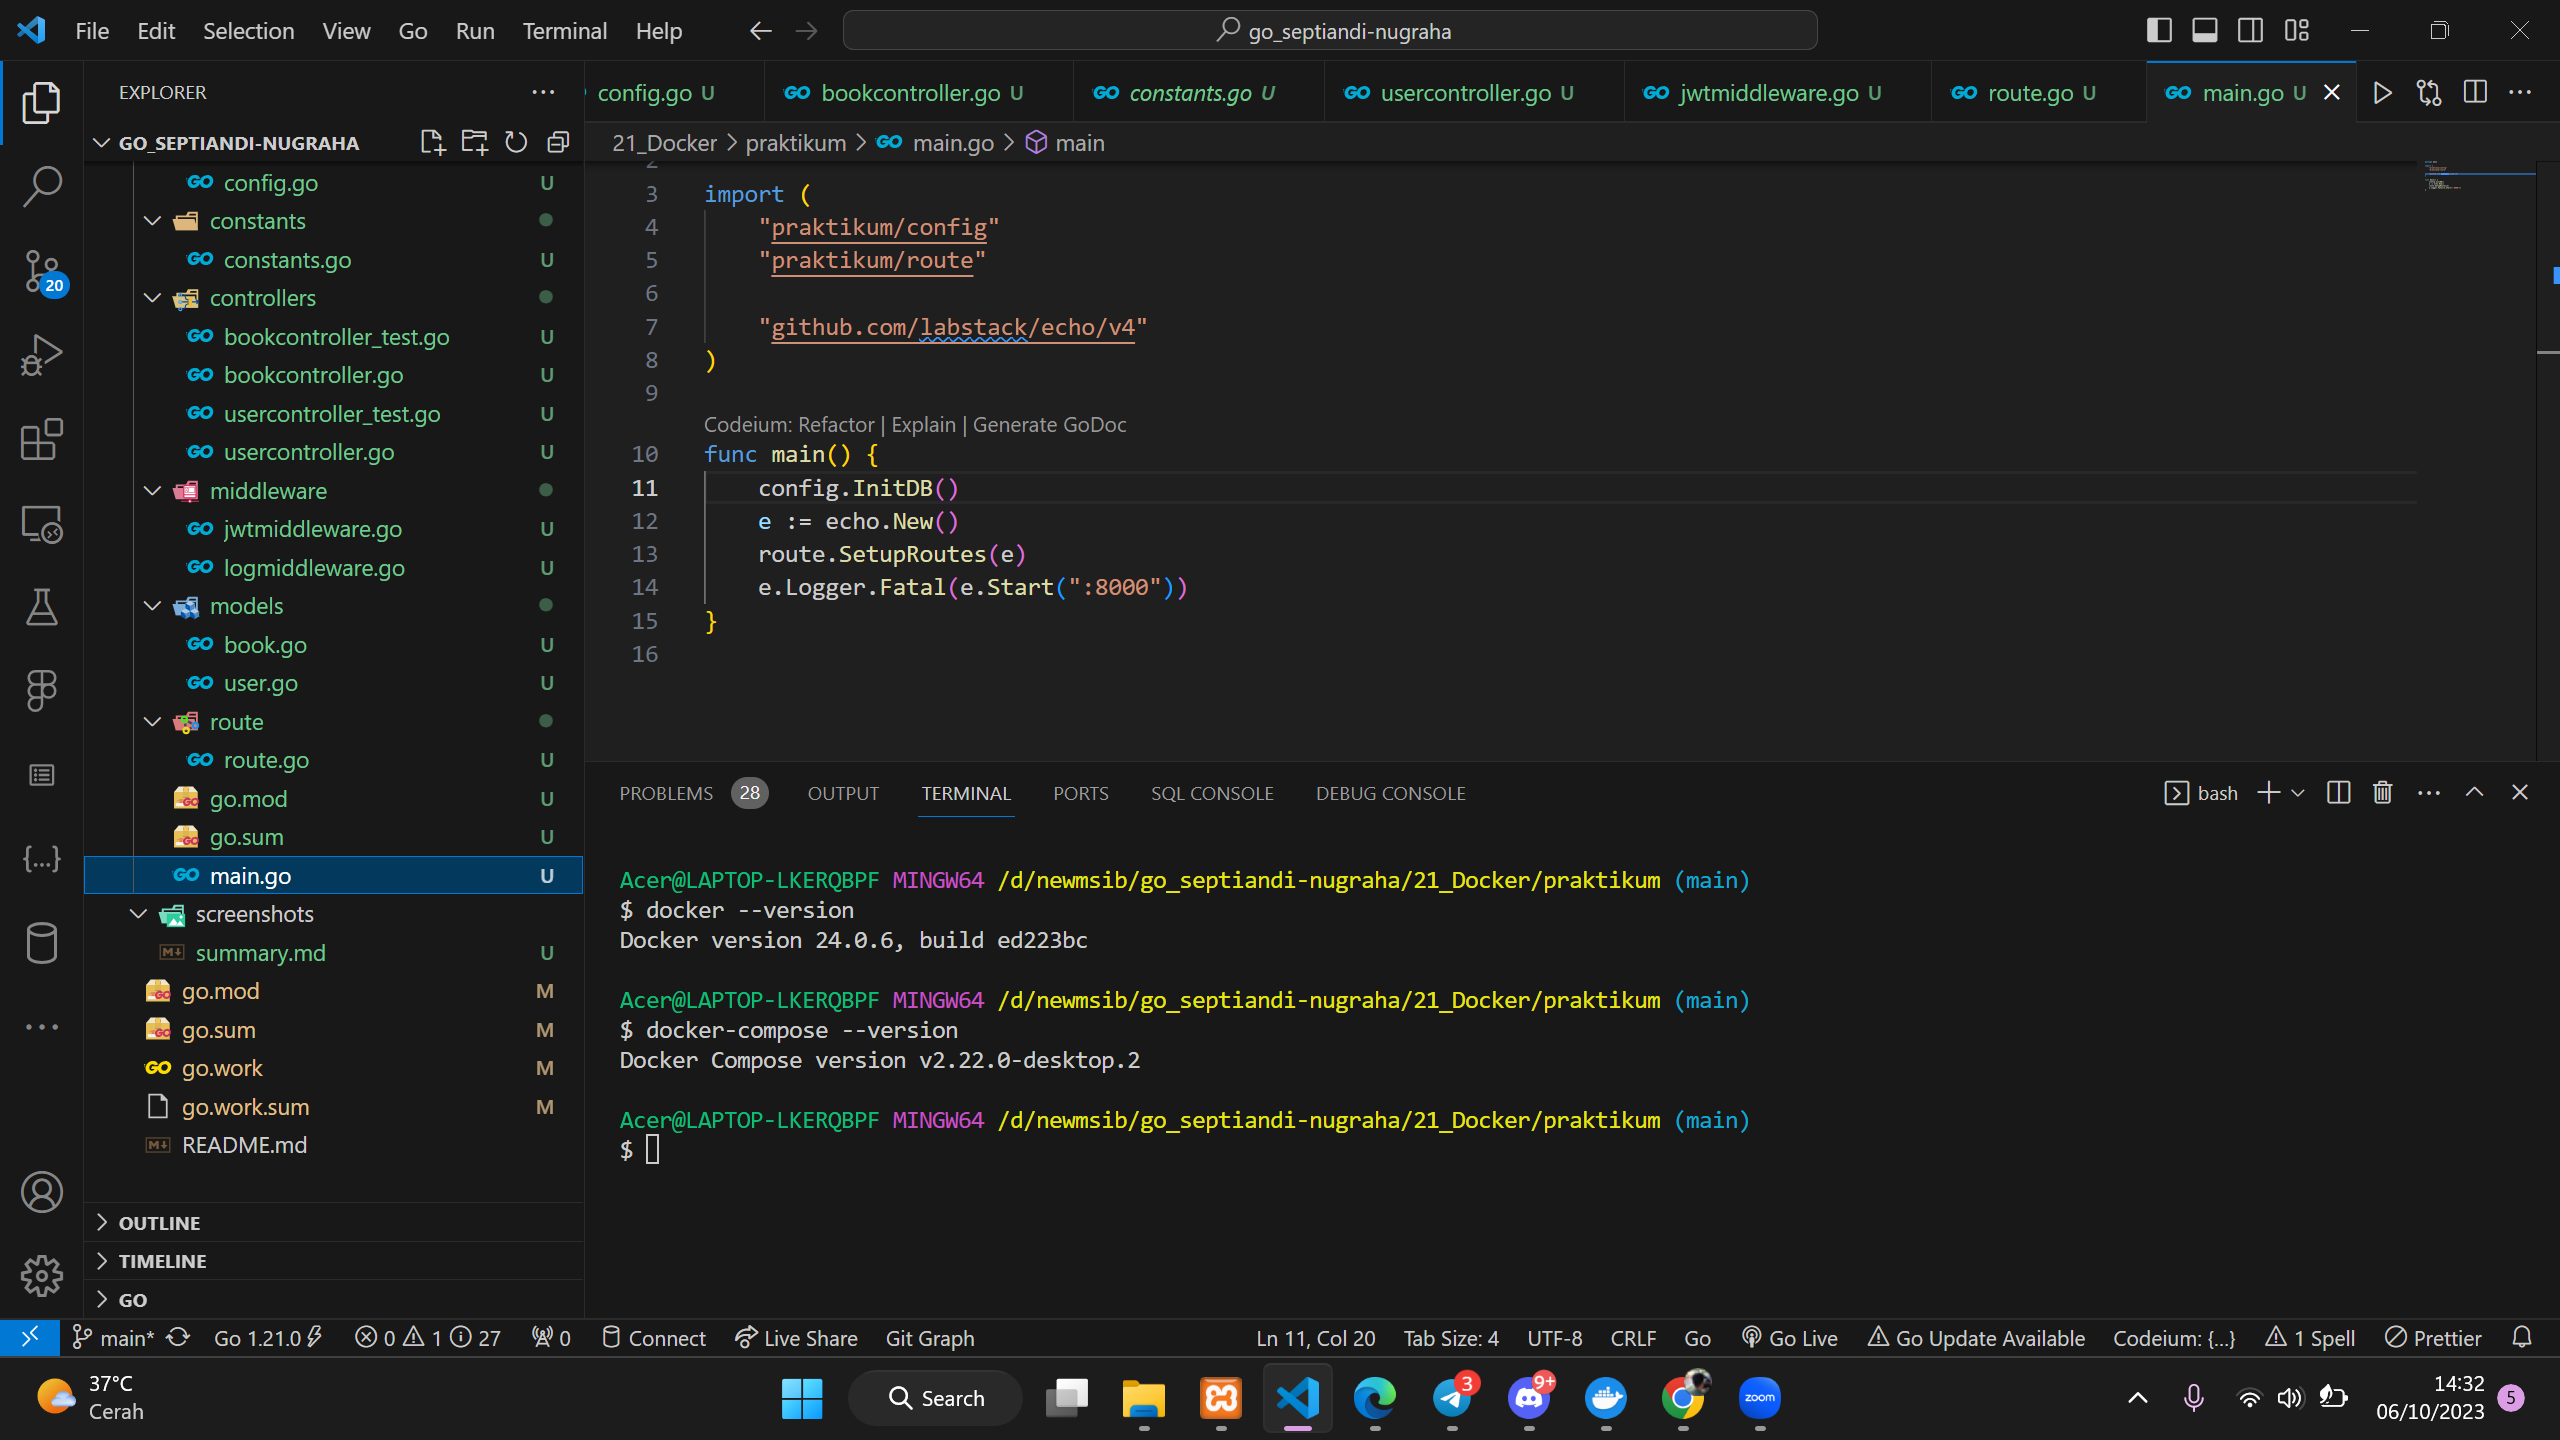 File Edit Selection View Go Run Terminal Help
go_septiandi-nugraha
EXPLORER
GO_SEPTIANDI-NUGRAHA
config.go U
constants
constants.go U
controllers
bookcontroller_test.go U
bookcontroller.go U
usercontroller_test.go U
usercontroller.go U
middleware
jwtmiddleware.go U
logmiddleware.go U
models
book.go U
user.go U
route
route.go U
go.mod U
go.sum U
main.go U
screenshots
summary.md U
go.mod M
go.sum M
go.work M
go.work.sum M
README.md
OUTLINE
TIMELINE
GO
20
config.go U bookcontroller.go U constants.go U usercontroller.go U jwtmiddleware.go U route.go U main.go U
21_Docker > praktikum > main.go > main
2
3 import (
4 "praktikum/config"
5 "praktikum/route"
6
7 "github.com/labstack/echo/v4"
8 )
9
Codeium: Refactor | Explain | Generate GoDoc
10 func main() {
11 config.InitDB()
12 e := echo.New()
13 route.SetupRoutes(e)
14 e.Logger.Fatal(e.Start(":8000"))
15 }
16
PROBLEMS 28 OUTPUT TERMINAL PORTS SQL CONSOLE DEBUG CONSOLE
bash
Acer@LAPTOP-LKERQBPF MINGW64 /d/newmsib/go_septiandi-nugraha/21_Docker/praktikum (main)
$ docker --version
Docker version 24.0.6, build ed223bc
Acer@LAPTOP-LKERQBPF MINGW64 /d/newmsib/go_septiandi-nugraha/21_Docker/praktikum (main)
$ docker-compose --version
Docker Compose version v2.22.0-desktop.2
Acer@LAPTOP-LKERQBPF MINGW64 /d/newmsib/go_septiandi-nugraha/21_Docker/praktikum (main)
$
main* Go 1.21.0 0 1 27 0 Connect Live Share Git Graph Ln 11, Col 20 Tab Size: 4 UTF-8 CRLF Go Go Live Go Update Available Codeium: {...} 1 Spell Prettier
37°C
Cerah
Search
3
9+
zoom
14:32
06/10/2023
5